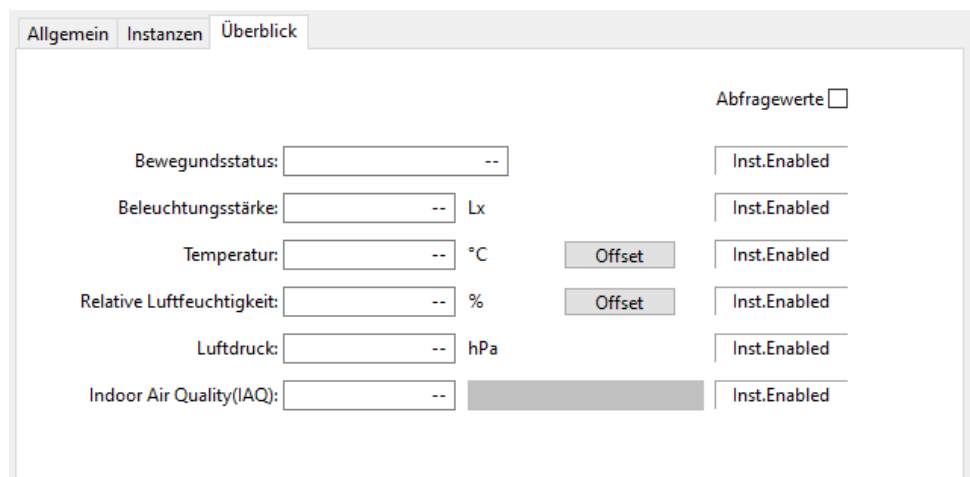 Allgemein Instanzen Überblick
Abfragewerte
Bewegundsstatus: -- Inst.Enabled
Beleuchtungsstärke: -- Lx Inst.Enabled
Temperatur: -- °C Offset Inst.Enabled
Relative Luftfeuchtigkeit: -- % Offset Inst.Enabled
Luftdruck: -- hPa Inst.Enabled
Indoor Air Quality(IAQ): -- Inst.Enabled